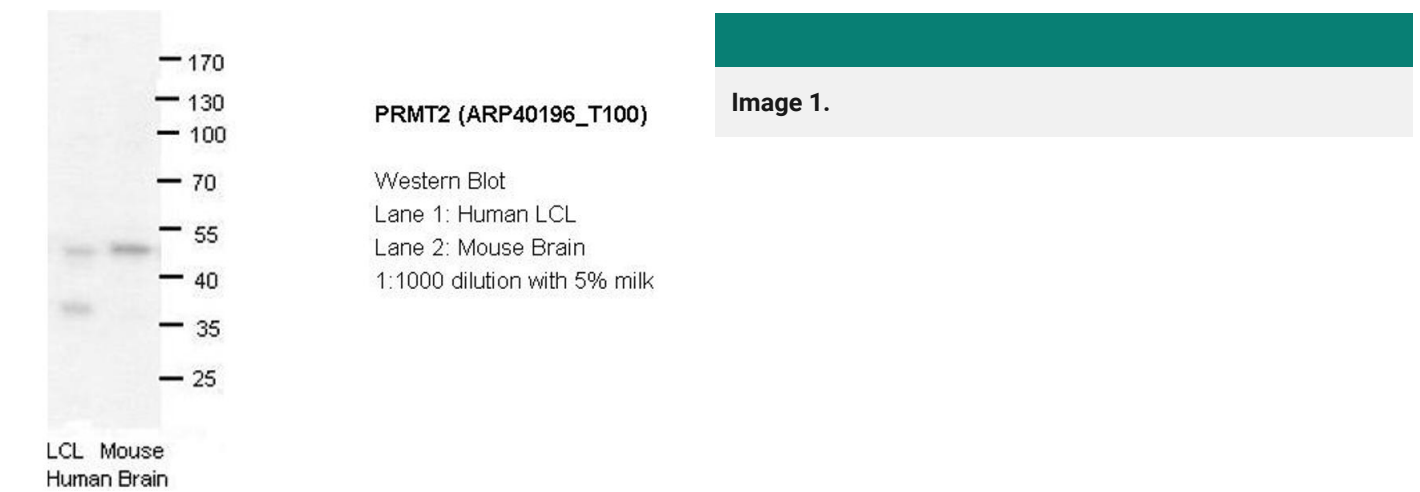 170
130
100
70
55
40
35
25
LCL Mouse
Human Brain
PRMT2 (ARP40196_T100)
Western Blot
Lane 1: Human LCL
Lane 2: Mouse Brain
1:1000 dilution with 5% milk
Image 1.